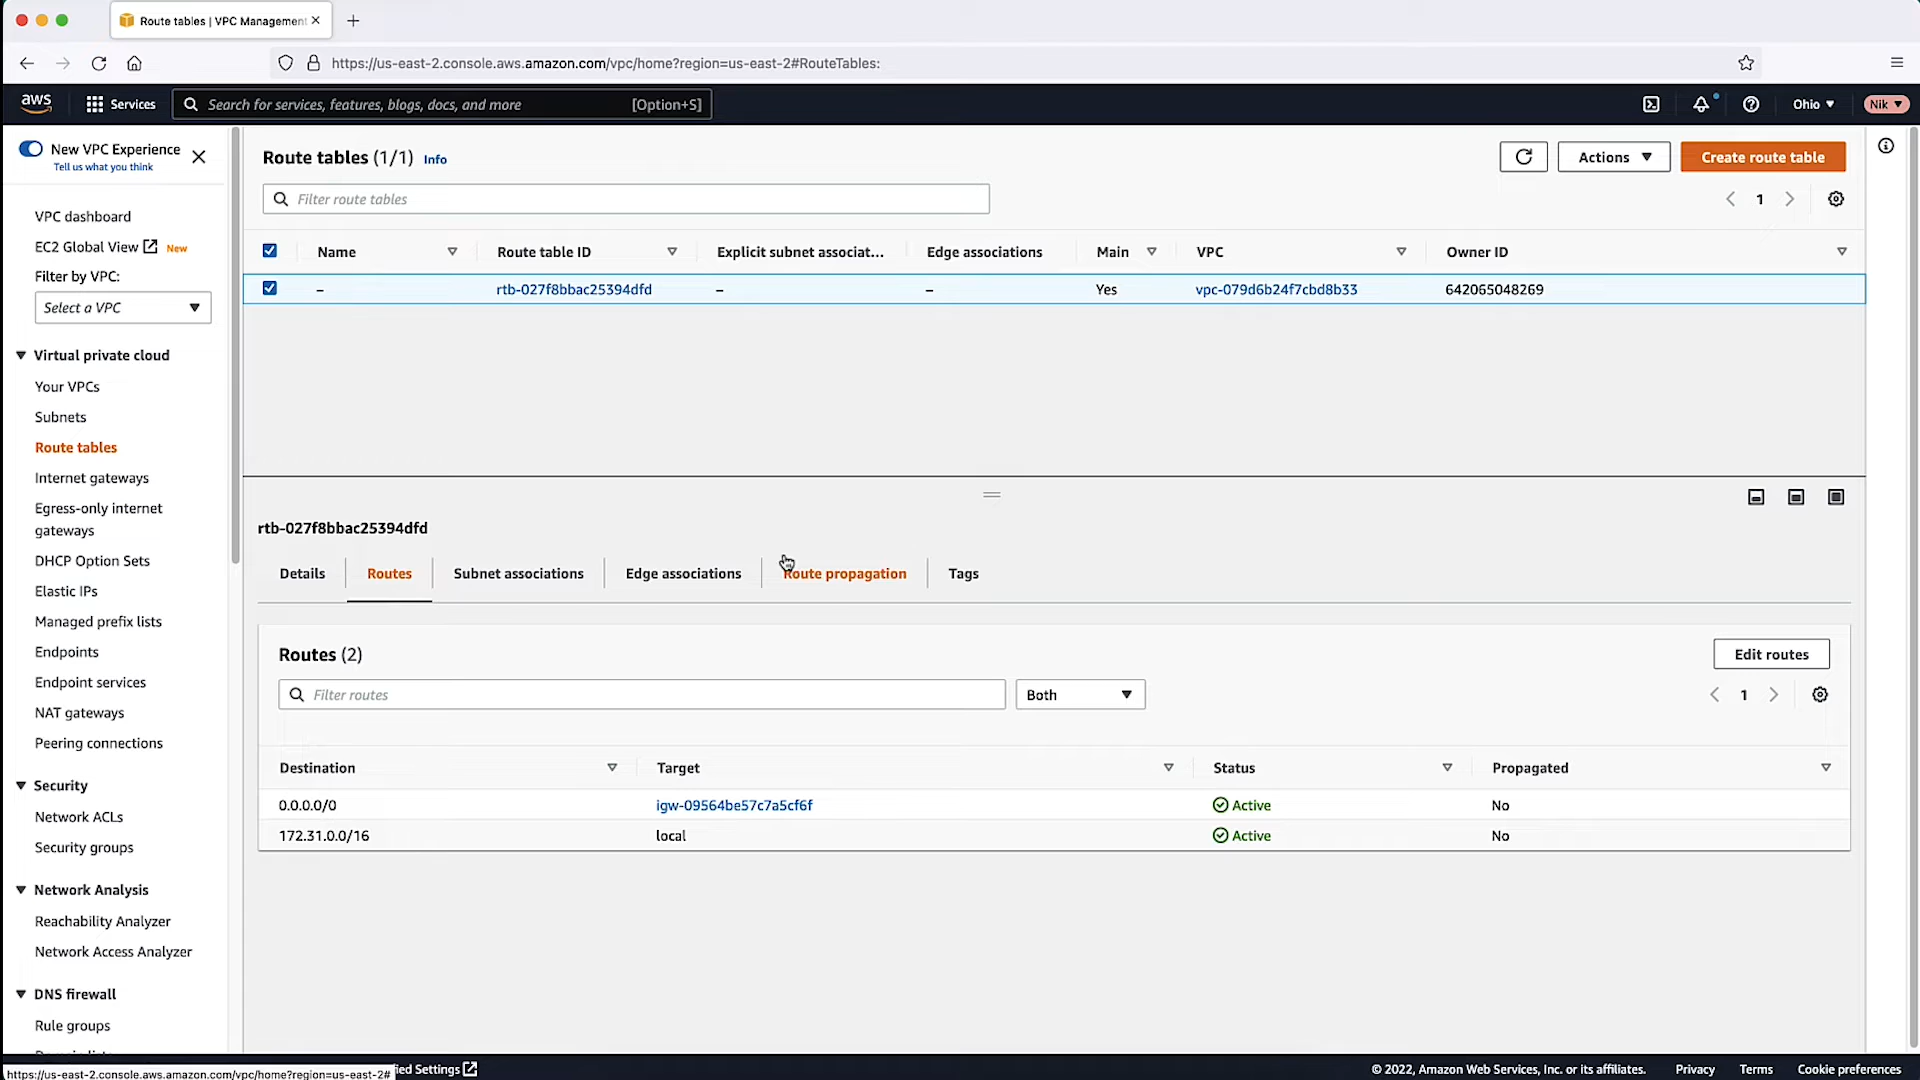 Route tables | VPC Management
https://us-east-2.console.aws.amazon.com/vpc/home?region=us-east-2#RouteTables:
aws
Services
Search for services, features, blogs, docs, and more
[Option+S]
Ohio
Nik
New VPC Experience
Tell us what you think
VPC dashboard
EC2 Global View
New
Filter by VPC:
Select a VPC
Virtual private cloud
Your VPCs
Subnets
Route tables
Internet gateways
Egress-only internet
gateways
DHCP Option Sets
Elastic IPs
Managed prefix lists
Endpoints
Endpoint services
NAT gateways
Peering connections
Security
Network ACLs
Security groups
Network Analysis
Reachability Analyzer
Network Access Analyzer
DNS firewall
Rule groups
Route tables (1/1) Info
Actions
Create route table
Filter route tables
1
Name Route table ID Explicit subnet associat... Edge associations Main VPC Owner ID
– rtb-027f8bbac25394dfd – – Yes vpc-079d6b24f7cbd8b33 642065048269
rtb-027f8bbac25394dfd
Details Routes Subnet associations Edge associations Route propagation Tags
Routes (2)
Edit routes
Filter routes
Both
1
Destination Target Status Propagated
0.0.0.0/0 igw-09564be57c7a5cf6f Active No
172.31.0.0/16 local Active No
https://us-east-2.console.aws.amazon.com/vpc/home?region=us-east-2#
fied Settings
© 2022, Amazon Web Services, Inc. or its affiliates. Privacy Terms Cookie preferences